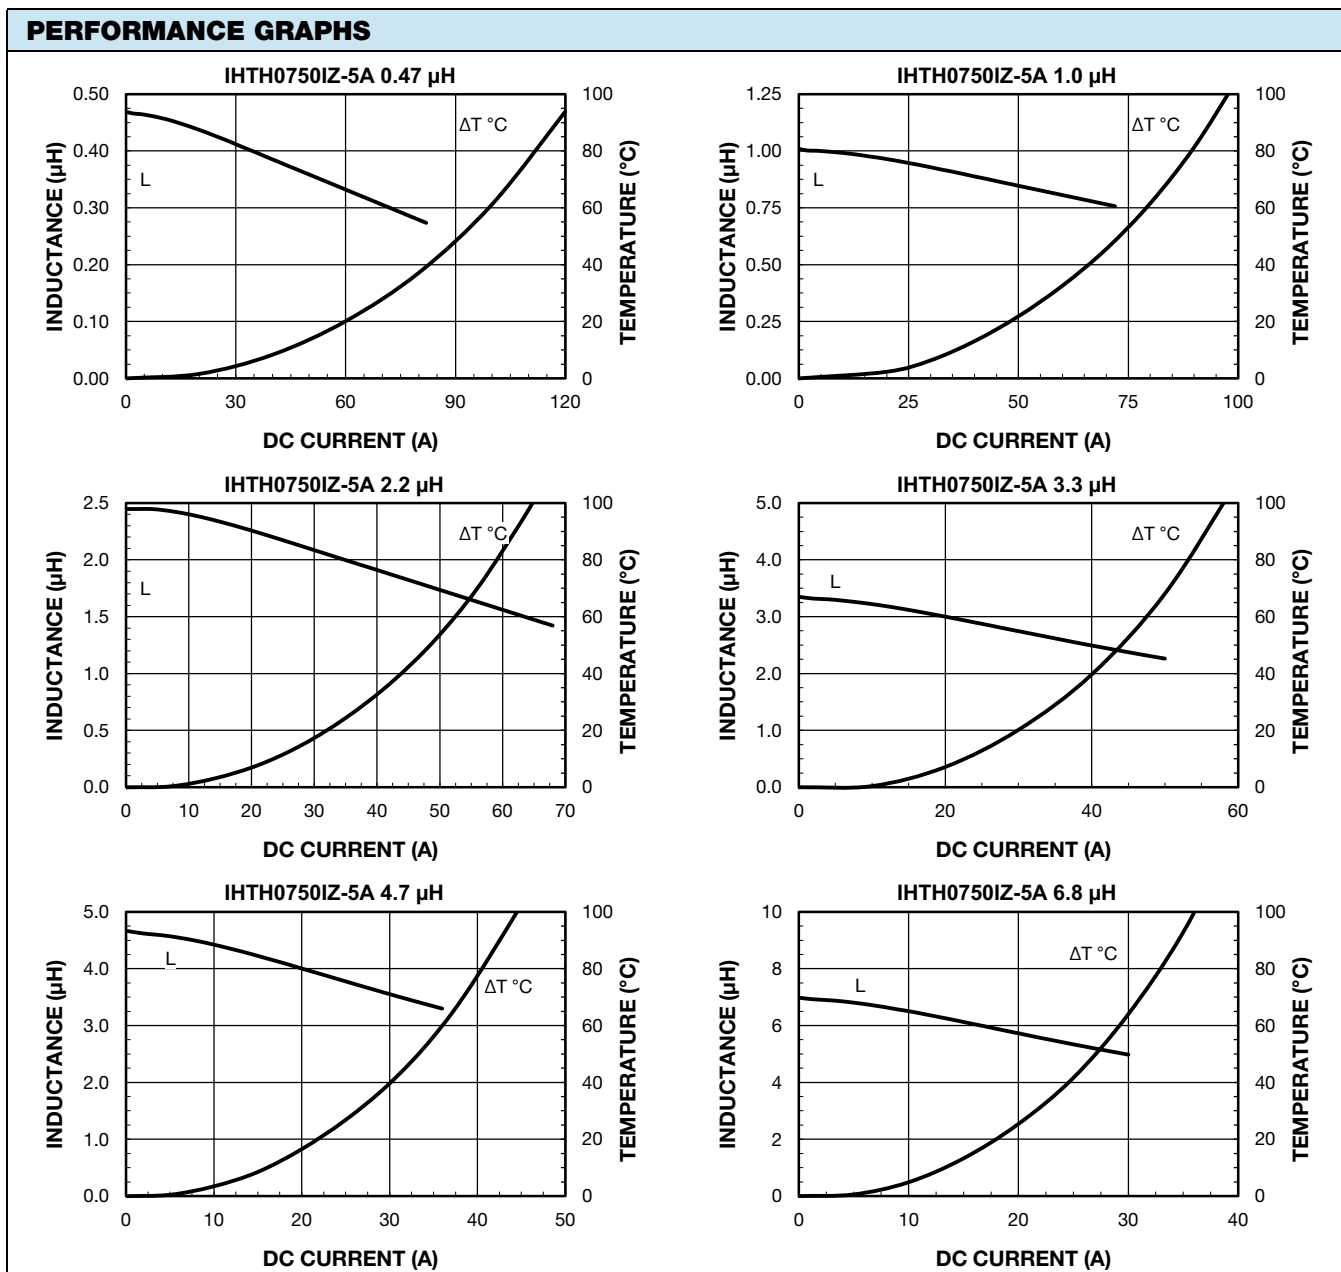 PERFORMANCE GRAPHS
IHTH0750IZ-5A 0.47 µH
INDUCTANCE (µH)
0.50
0.40
0.30
0.20
0.10
0.00
L
ΔT °C
100
80
60
40
20
0
TEMPERATURE (°C)
0 30 60 90 120
DC CURRENT (A)
IHTH0750IZ-5A 1.0 µH
INDUCTANCE (µH)
1.25
1.00
0.75
0.50
0.25
0.00
L
ΔT °C
100
80
60
40
20
0
TEMPERATURE (°C)
0 25 50 75 100
DC CURRENT (A)
IHTH0750IZ-5A 2.2 µH
INDUCTANCE (µH)
2.5
2.0
1.5
1.0
0.5
0.0
L
ΔT °C
100
80
60
40
20
0
TEMPERATURE (°C)
0 10 20 30 40 50 60 70
DC CURRENT (A)
IHTH0750IZ-5A 3.3 µH
INDUCTANCE (µH)
5.0
4.0
3.0
2.0
1.0
0.0
L
ΔT °C
100
80
60
40
20
0
TEMPERATURE (°C)
0 20 40 60
DC CURRENT (A)
IHTH0750IZ-5A 4.7 µH
INDUCTANCE (µH)
5.0
4.0
3.0
2.0
1.0
0.0
L
ΔT °C
100
80
60
40
20
0
TEMPERATURE (°C)
0 10 20 30 40 50
DC CURRENT (A)
IHTH0750IZ-5A 6.8 µH
INDUCTANCE (µH)
10
8
6
4
2
0
L
ΔT °C
100
80
60
40
20
0
TEMPERATURE (°C)
0 10 20 30 40
DC CURRENT (A)